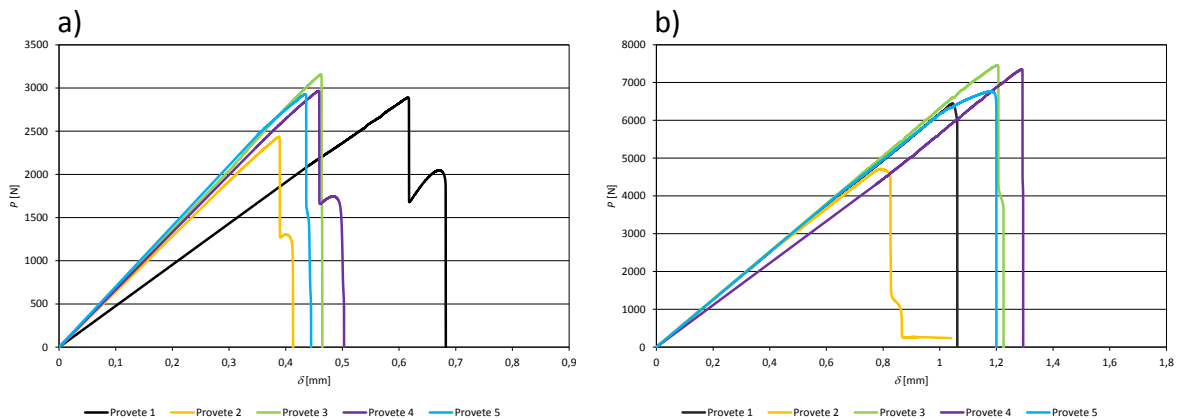 a)
3500
3000
2500
2000
1500
1000
500
0
P [N]
0 0,1 0,2 0,3 0,4 0,5 0,6 0,7 0,8 0,9
δ [mm]
Provete 1 Provete 2 Provete 3 Provete 4 Provete 5
b)
8000
7000
6000
5000
4000
3000
2000
1000
0
P [N]
0 0,2 0,4 0,6 0,8 1 1,2 1,4 1,6 1,8
δ [mm]
Provete 1 Provete 2 Provete 3 Provete 4 Provete 5